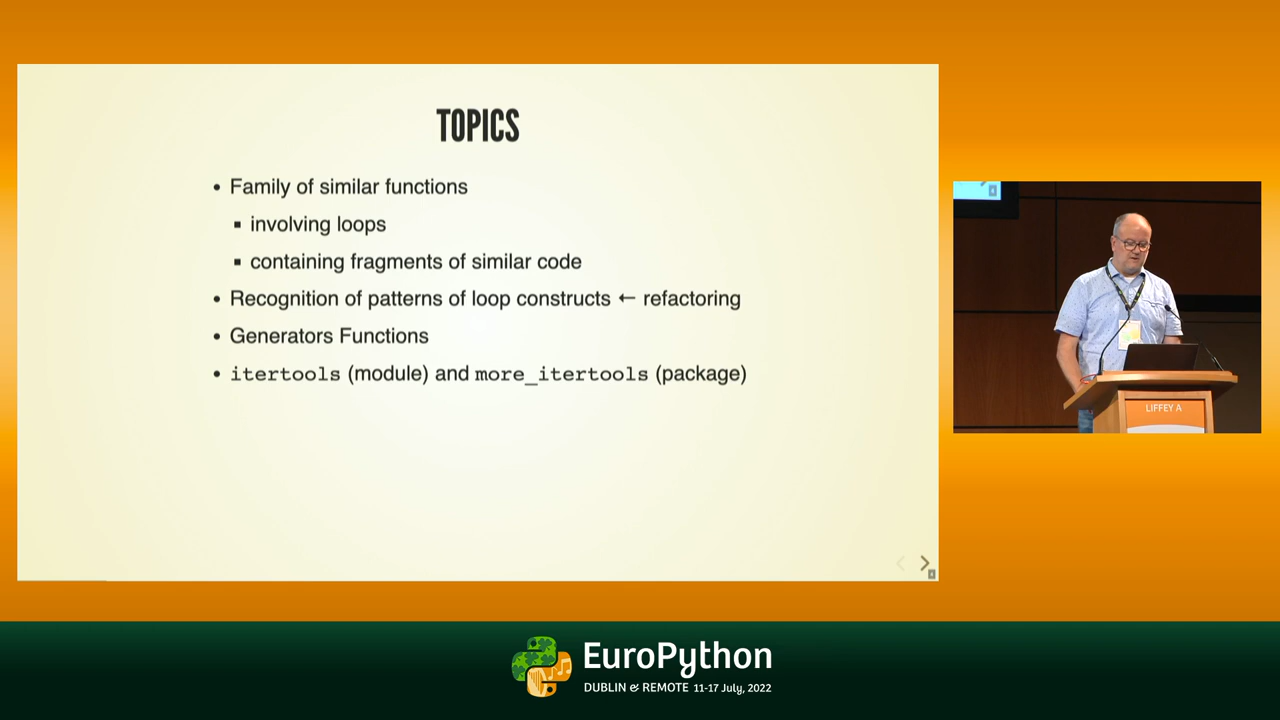 TOPICS
• Family of similar functions
▪ involving loops
▪ containing fragments of similar code
• Recognition of patterns of loop constructs ← refactoring
• Generators Functions
• itertools (module) and more_itertools (package)
LIFFEY A
EuroPython
DUBLIN & REMOTE 11-17 July, 2022